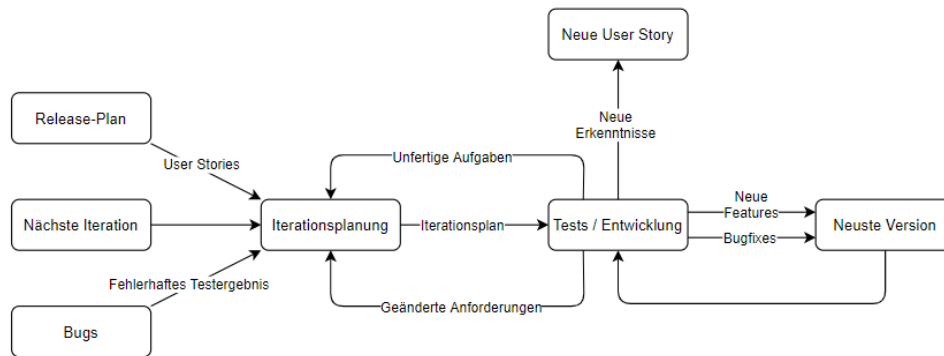 Neue User Story
Release-Plan
Neue
Erkenntnisse
User Stories
Unfertige Aufgaben
Nächste Iteration
Iterationsplanung
Iterationsplan
Tests / Entwicklung
Neue
Features
Bugfixes
Neuste Version
Fehlerhaftes Testergebnis
Geänderte Anforderungen
Bugs